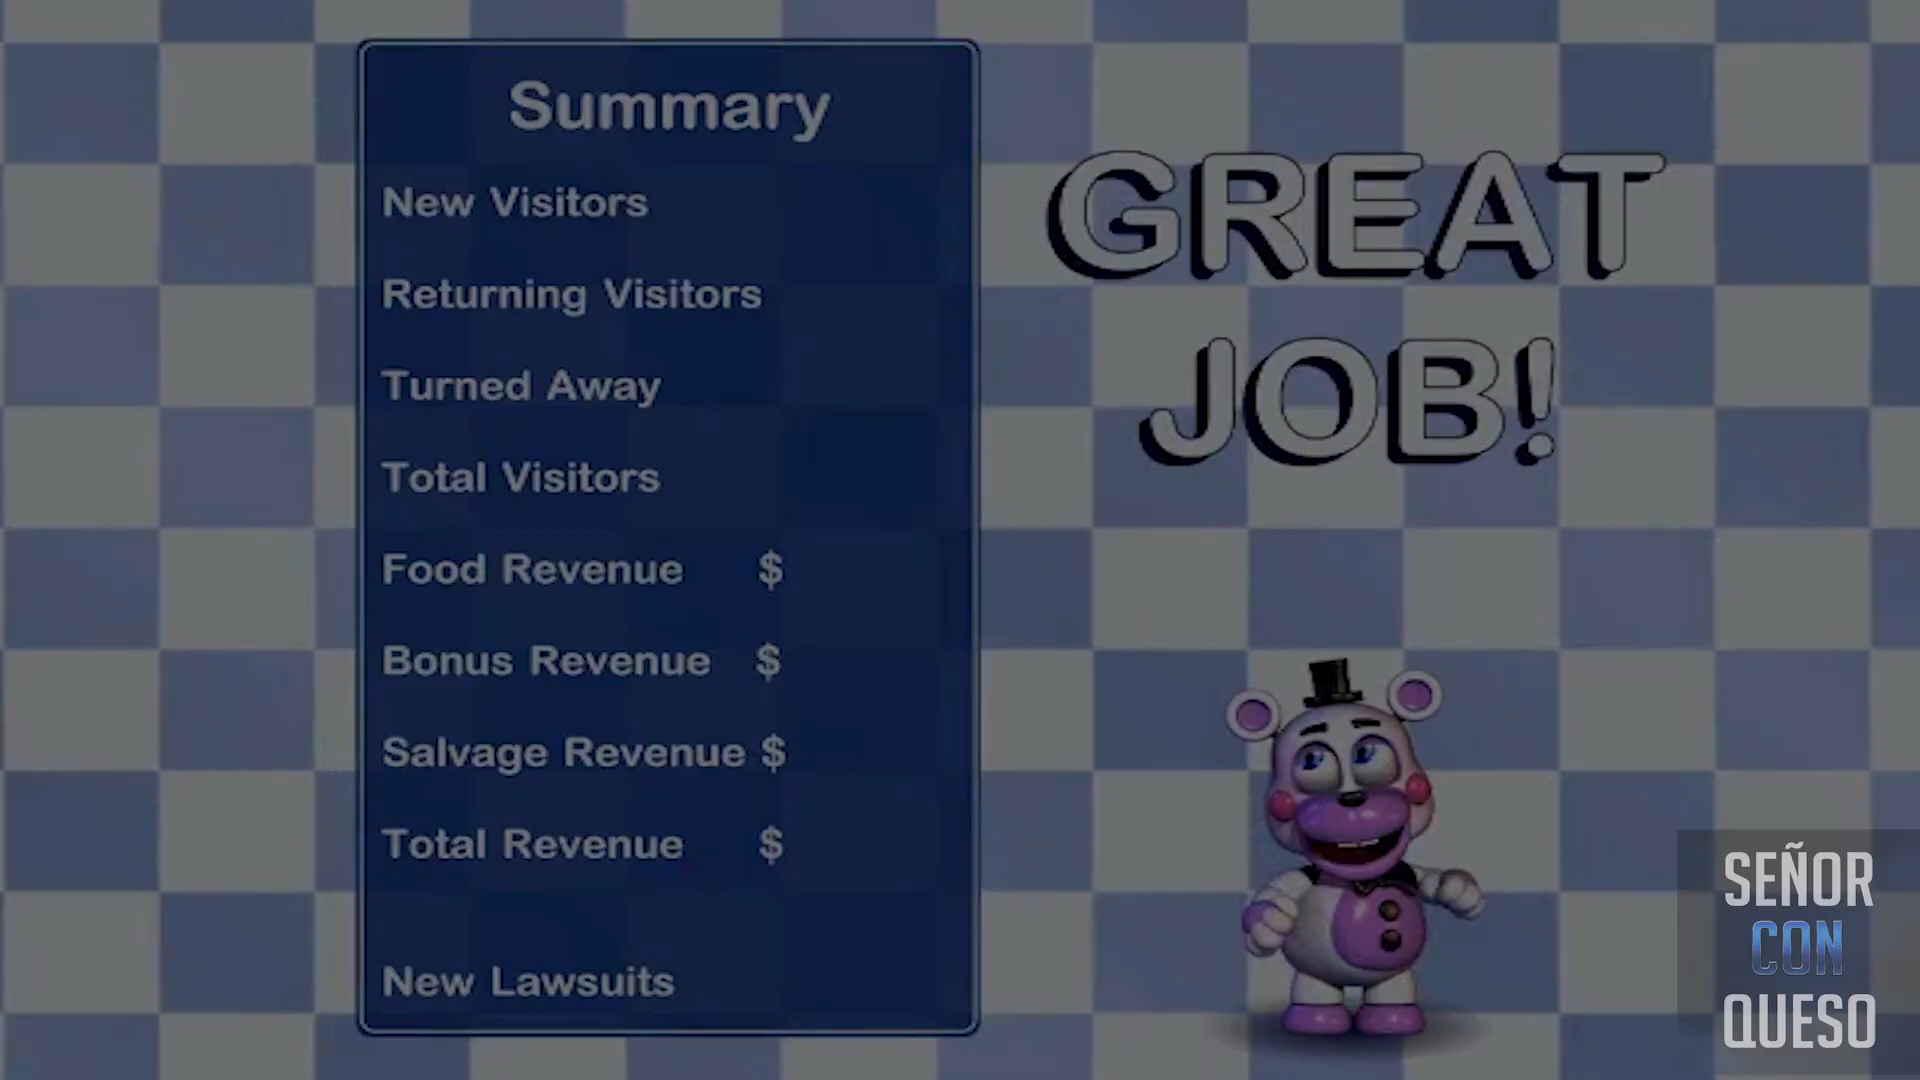 Summary
New Visitors
Returning Visitors
Turned Away
Total Visitors
Food Revenue $
Bonus Revenue $
Salvage Revenue $
Total Revenue $
New Lawsuits
GREAT
JOB!
SEÑOR
CON
QUESO